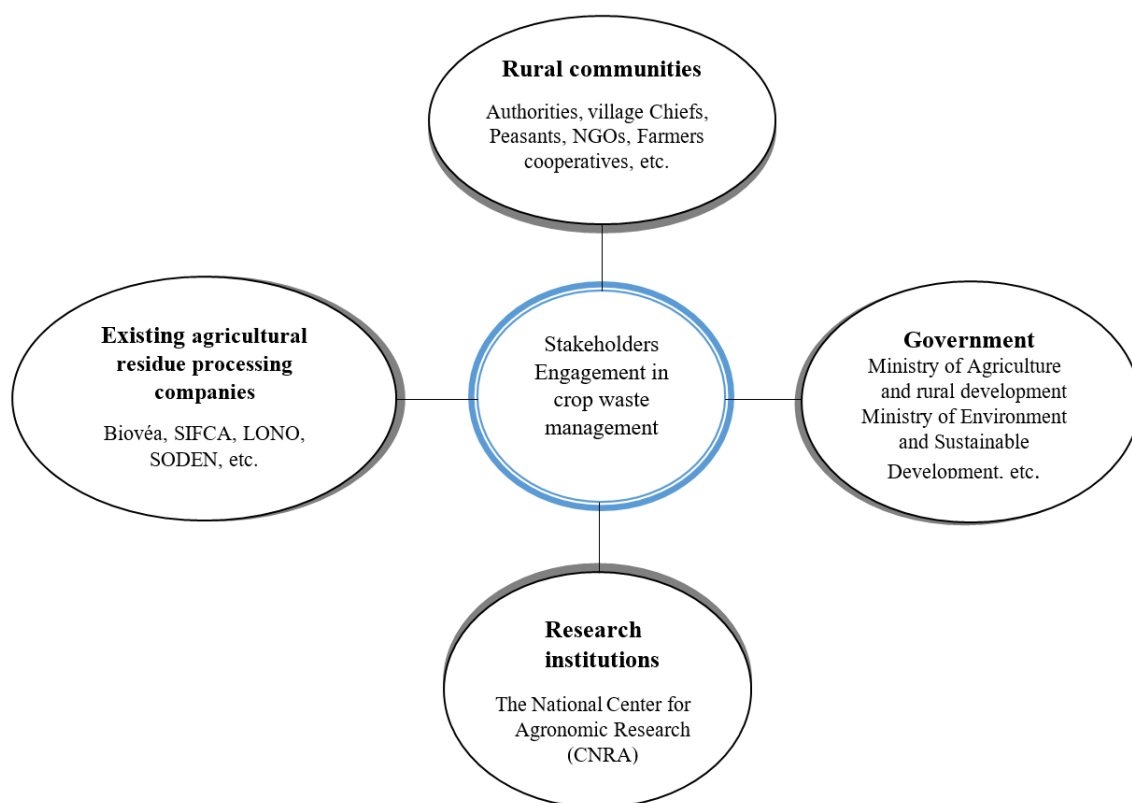 Rural communities
Authorities, village Chiefs,
Peasants, NGOs, Farmers
cooperatives, etc.
Existing agricultural
residue processing
companies
Biovéa, SIFCA, LONO,
SODEN, etc.
Stakeholders
Engagement in
crop waste
management
Government
Ministry of Agriculture
and rural development
Ministry of Environment
and Sustainable
Development. etc.
Research
institutions
The National Center for
Agronomic Research
(CNRA)